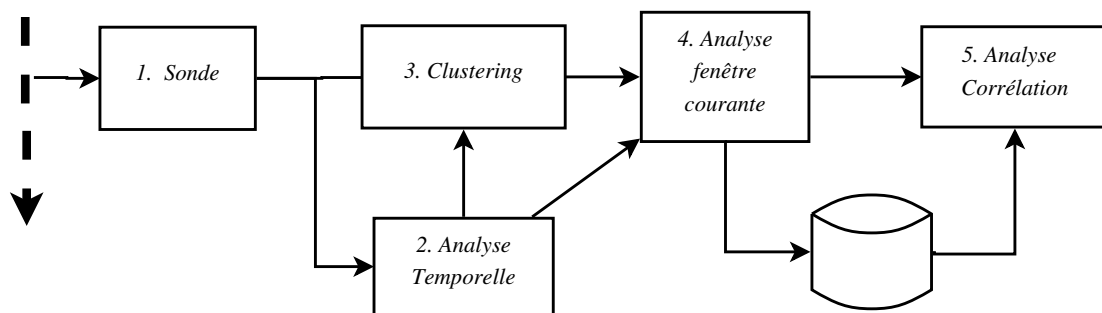 1. Sonde
3. Clustering
4. Analyse
fenêtre
courante
5. Analyse
Corrélation
2. Analyse
Temporelle